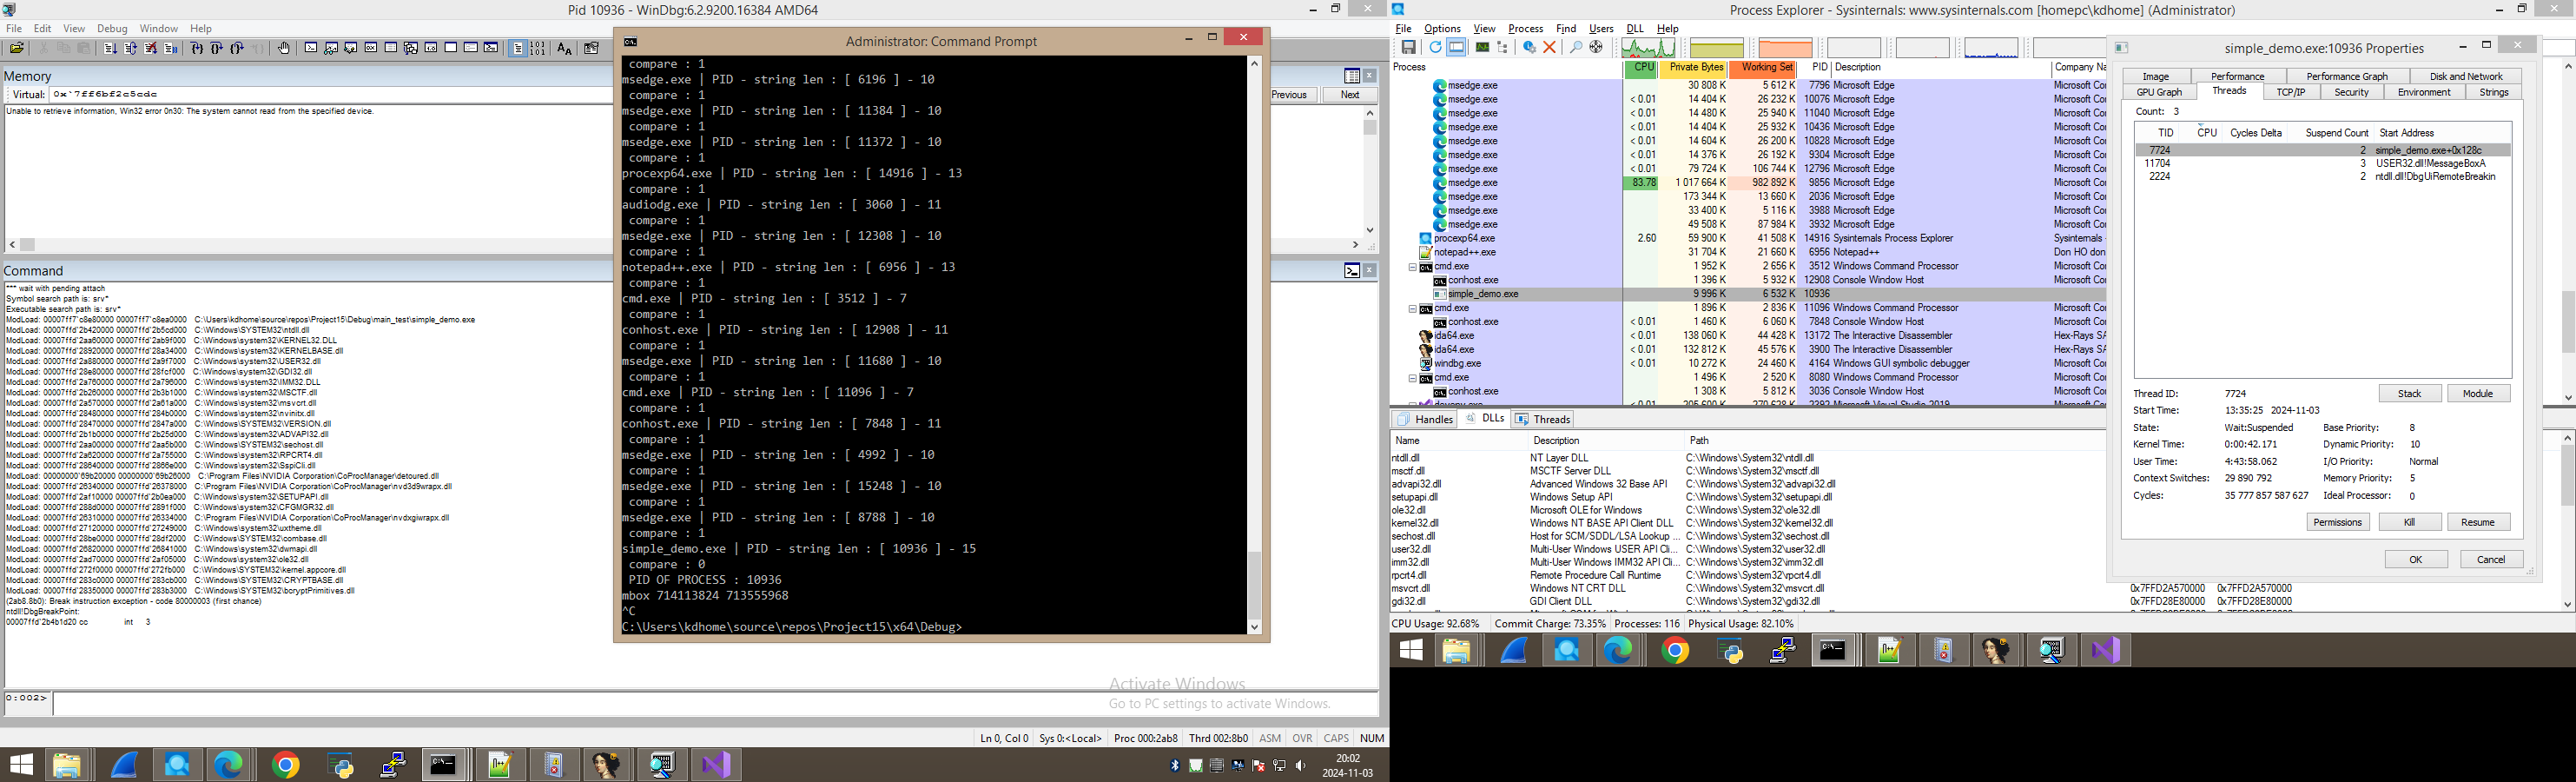 Pid 10936 - WinDbg:6.2.9200.16384 AMD64
File Edit View Debug Window Help
Memory
Virtual: 0x`7ff6bf2c5cdc
Previous Next
Unable to retrieve information, Win32 error 0n30: The system cannot read from the specified device.
Command
*** wait with pending attach
Symbol search path is: srv*
Executable search path is: srv*
ModLoad: 00007ff7`c8e80000 00007ff7`c8ea0000 C:\Users\kdhome\source\repos\Project15\Debug\main_test\simple_demo.exe
ModLoad: 00007ffd`2b420000 00007ffd`2b5cd000 C:\Windows\SYSTEM32\ntdll.dll
ModLoad: 00007ffd`2aa60000 00007ffd`2ab9f000 C:\Windows\system32\KERNEL32.DLL
ModLoad: 00007ffd`28920000 00007ffd`28a34000 C:\Windows\system32\KERNELBASE.dll
ModLoad: 00007ffd`2a880000 00007ffd`2a9f7000 C:\Windows\system32\USER32.dll
ModLoad: 00007ffd`28e80000 00007ffd`28fcf000 C:\Windows\system32\GDI32.dll
ModLoad: 00007ffd`2a760000 00007ffd`2a796000 C:\Windows\system32\IMM32.DLL
ModLoad: 00007ffd`2b260000 00007ffd`2b3b1000 C:\Windows\system32\MSCTF.dll
ModLoad: 00007ffd`2a570000 00007ffd`2a61a000 C:\Windows\system32\msvcrt.dll
ModLoad: 00007ffd`28480000 00007ffd`284b0000 C:\Windows\system32\nvinitx.dll
ModLoad: 00007ffd`28470000 00007ffd`2847a000 C:\Windows\SYSTEM32\VERSION.dll
ModLoad: 00007ffd`2b1b0000 00007ffd`2b25d000 C:\Windows\system32\ADVAPI32.dll
ModLoad: 00007ffd`2aa00000 00007ffd`2aa5b000 C:\Windows\SYSTEM32\sechost.dll
ModLoad: 00007ffd`2a620000 00007ffd`2a755000 C:\Windows\system32\RPCRT4.dll
ModLoad: 00007ffd`28640000 00007ffd`2866e000 C:\Windows\system32\SspiCli.dll
ModLoad: 00000000`69b20000 00000000`69b26000 C:\Program Files\NVIDIA Corporation\CoProcManager\detoured.dll
ModLoad: 00007ffd`26340000 00007ffd`26378000 C:\Program Files\NVIDIA Corporation\CoProcManager\nvd3d9wrapx.dll
ModLoad: 00007ffd`2af10000 00007ffd`2b0ea000 C:\Windows\system32\SETUPAPI.dll
ModLoad: 00007ffd`288d0000 00007ffd`2891f000 C:\Windows\system32\CFGMGR32.dll
ModLoad: 00007ffd`26310000 00007ffd`26334000 C:\Program Files\NVIDIA Corporation\CoProcManager\nvdxgiwrapx.dll
ModLoad: 00007ffd`27120000 00007ffd`27249000 C:\Windows\system32\uxtheme.dll
ModLoad: 00007ffd`28be0000 00007ffd`28df2000 C:\Windows\SYSTEM32\combase.dll
ModLoad: 00007ffd`26820000 00007ffd`26841000 C:\Windows\system32\dwmapi.dll
ModLoad: 00007ffd`2ad70000 00007ffd`2af05000 C:\Windows\system32\ole32.dll
ModLoad: 00007ffd`272f0000 00007ffd`272fb000 C:\Windows\SYSTEM32\kernel.appcore.dll
ModLoad: 00007ffd`283c0000 00007ffd`283cb000 C:\Windows\SYSTEM32\CRYPTBASE.dll
ModLoad: 00007ffd`28350000 00007ffd`283b3000 C:\Windows\SYSTEM32\bcryptPrimitives.dll
(2ab8.8b0): Break instruction exception - code 80000003 (first chance)
ntdll!DbgBreakPoint:
00007ffd`2b4b1d20 cc int 3
0:002>
Ln 0, Col 0 Sys 0:<Local> Proc 000:2ab8 Thrd 002:8b0 ASM OVR CAPS NUM
Activate Windows
Go to PC settings to activate Windows.
20:02
2024-11-03
Administrator: Command Prompt
compare : 1
msedge.exe | PID - string len : [ 6196 ] - 10
compare : 1
msedge.exe | PID - string len : [ 11384 ] - 10
compare : 1
msedge.exe | PID - string len : [ 11372 ] - 10
compare : 1
procexp64.exe | PID - string len : [ 14916 ] - 13
compare : 1
audiodg.exe | PID - string len : [ 3060 ] - 11
compare : 1
msedge.exe | PID - string len : [ 12308 ] - 10
compare : 1
notepad++.exe | PID - string len : [ 6956 ] - 13
compare : 1
cmd.exe | PID - string len : [ 3512 ] - 7
compare : 1
conhost.exe | PID - string len : [ 12908 ] - 11
compare : 1
msedge.exe | PID - string len : [ 11680 ] - 10
compare : 1
cmd.exe | PID - string len : [ 11096 ] - 7
compare : 1
conhost.exe | PID - string len : [ 7848 ] - 11
compare : 1
msedge.exe | PID - string len : [ 4992 ] - 10
compare : 1
msedge.exe | PID - string len : [ 15248 ] - 10
compare : 1
msedge.exe | PID - string len : [ 8788 ] - 10
compare : 1
simple_demo.exe | PID - string len : [ 10936 ] - 15
compare : 0
PID OF PROCESS : 10936
mbox 714113824 713555968
^C
C:\Users\kdhome\source\repos\Project15\x64\Debug>
Process Explorer - Sysinternals: www.sysinternals.com [homepc\kdhome] (Administrator)
File Options View Process Find Users DLL Help
Process CPU Private Bytes Working Set PID Description Company Na
msedge.exe 30 808 K 5 612 K 7796 Microsoft Edge Microsoft Co
msedge.exe < 0.01 14 404 K 26 232 K 10076 Microsoft Edge Microsoft Co
msedge.exe < 0.01 14 480 K 25 940 K 11040 Microsoft Edge Microsoft Co
msedge.exe < 0.01 14 404 K 25 932 K 10436 Microsoft Edge Microsoft Co
msedge.exe < 0.01 14 604 K 26 200 K 10828 Microsoft Edge Microsoft Co
msedge.exe < 0.01 14 376 K 26 192 K 9304 Microsoft Edge Microsoft Co
msedge.exe < 0.01 79 724 K 106 744 K 12796 Microsoft Edge Microsoft Co
msedge.exe 83.78 1 017 664 K 982 892 K 9856 Microsoft Edge Microsoft Co
msedge.exe 173 344 K 13 660 K 2036 Microsoft Edge Microsoft Co
msedge.exe 33 400 K 5 116 K 3988 Microsoft Edge Microsoft Co
msedge.exe 49 508 K 87 984 K 3932 Microsoft Edge Microsoft Co
procexp64.exe 2.60 59 900 K 41 508 K 14916 Sysinternals Process Explorer Sysinternals
notepad++.exe 31 704 K 21 660 K 6956 Notepad++ Don HO don
cmd.exe 1 952 K 2 656 K 3512 Windows Command Processor Microsoft Co
conhost.exe 1 396 K 5 932 K 12908 Console Window Host Microsoft Co
simple_demo.exe 9 996 K 6 532 K 10936
cmd.exe 1 896 K 2 836 K 11096 Windows Command Processor Microsoft Co
conhost.exe < 0.01 1 460 K 6 060 K 7848 Console Window Host Microsoft Co
ida64.exe < 0.01 138 060 K 44 428 K 13172 The Interactive Disassembler Hex-Rays SA
ida64.exe < 0.01 132 812 K 45 576 K 3900 The Interactive Disassembler Hex-Rays SA
windbg.exe < 0.01 10 272 K 24 460 K 4164 Windows GUI symbolic debugger Microsoft Co
cmd.exe 1 496 K 2 520 K 8080 Windows Command Processor Microsoft Co
conhost.exe 1 308 K 5 812 K 3036 Console Window Host Microsoft Co
Handles DLLs Threads
Name Description Path
ntdll.dll NT Layer DLL C:\Windows\System32\ntdll.dll
msctf.dll MSCTF Server DLL C:\Windows\System32\msctf.dll
advapi32.dll Advanced Windows 32 Base API C:\Windows\System32\advapi32.dll
setupapi.dll Windows Setup API C:\Windows\System32\setupapi.dll
ole32.dll Microsoft OLE for Windows C:\Windows\System32\ole32.dll
kernel32.dll Windows NT BASE API Client DLL C:\Windows\System32\kernel32.dll
sechost.dll Host for SCM/SDDL/LSA Lookup ... C:\Windows\System32\sechost.dll
user32.dll Multi-User Windows USER API Cli... C:\Windows\System32\user32.dll
imm32.dll Multi-User Windows IMM32 API Cl... C:\Windows\System32\imm32.dll
rpcrt4.dll Remote Procedure Call Runtime C:\Windows\System32\rpcrt4.dll
msvcrt.dll Windows NT CRT DLL C:\Windows\System32\msvcrt.dll 0x7FFD2A570000 0x7FFD2A570000
gdi32.dll GDI Client DLL C:\Windows\System32\gdi32.dll 0x7FFD28E80000 0x7FFD28E80000
CPU Usage: 92.68% Commit Charge: 73.35% Processes: 116 Physical Usage: 82.10%
simple_demo.exe:10936 Properties
Image Performance Performance Graph Disk and Network
GPU Graph Threads TCP/IP Security Environment Strings
Count: 3
TID CPU Cycles Delta Suspend Count Start Address
7724 2 simple_demo.exe+0x128c
11704 3 USER32.dll!MessageBoxA
2224 2 ntdll.dll!DbgUiRemoteBreakin
Thread ID: 7724 Stack Module
Start Time: 13:35:25 2024-11-03
State: Wait:Suspended Base Priority: 8
Kernel Time: 0:00:42.171 Dynamic Priority: 10
User Time: 4:43:58.062 I/O Priority: Normal
Context Switches: 29 890 792 Memory Priority: 5
Cycles: 35 777 857 587 627 Ideal Processor: 0
Permissions Kill Resume
OK Cancel